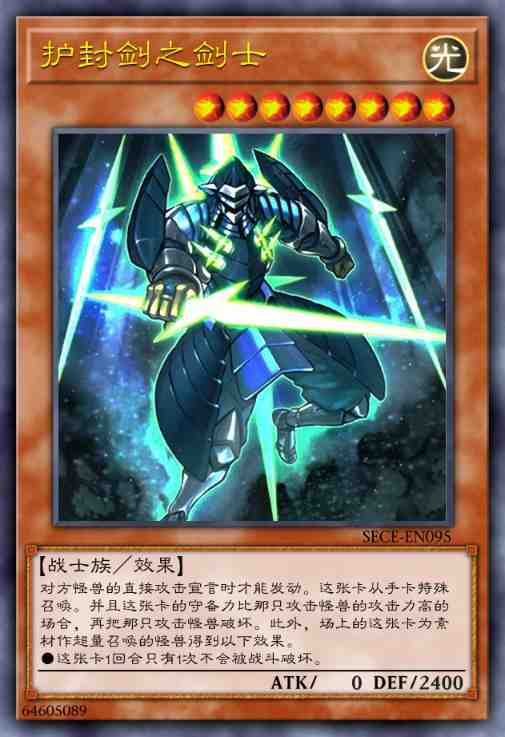 护封剑之剑士
光
SECE-EN095
【战士族／效果】
对方怪兽的直接攻击宣言时才能发动。这张卡从手卡特殊
召唤。并且这张卡的守备力比那只攻击怪兽的攻击力高的
场合，再把那只攻击怪兽破坏。此外，场上的这张卡为素
材作超量召唤的怪兽得到以下效果。
●这张卡1回合只有1次不会被战斗破坏。
ATK/ 0 DEF/2400
64605089